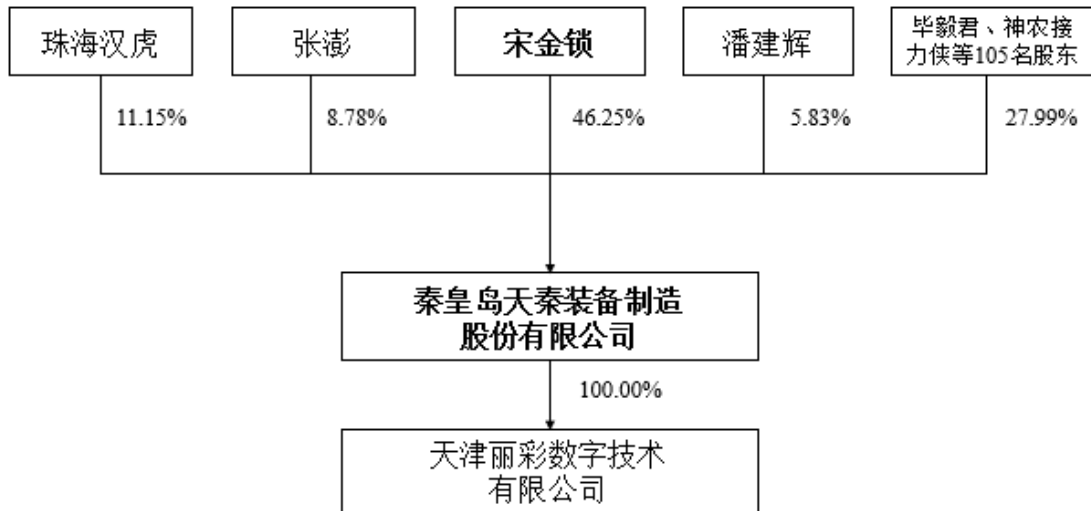 珠海汉虎
张澎
宋金锁
潘建辉
毕毅君、神农接
力侠等105名股东
11.15%
8.78%
46.25%
5.83%
27.99%
秦皇岛天秦装备制造
股份有限公司
100.00%
天津丽彩数字技术
有限公司